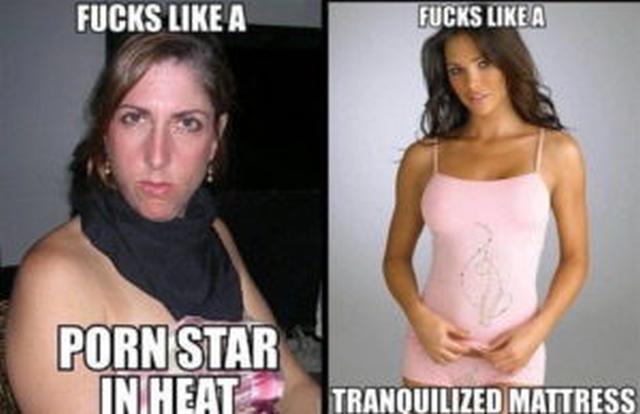 FUCKS LIKE A
PORN STAR
IN HEAT
FUCKS LIKE A
TRANQUILIZED MATTRESS